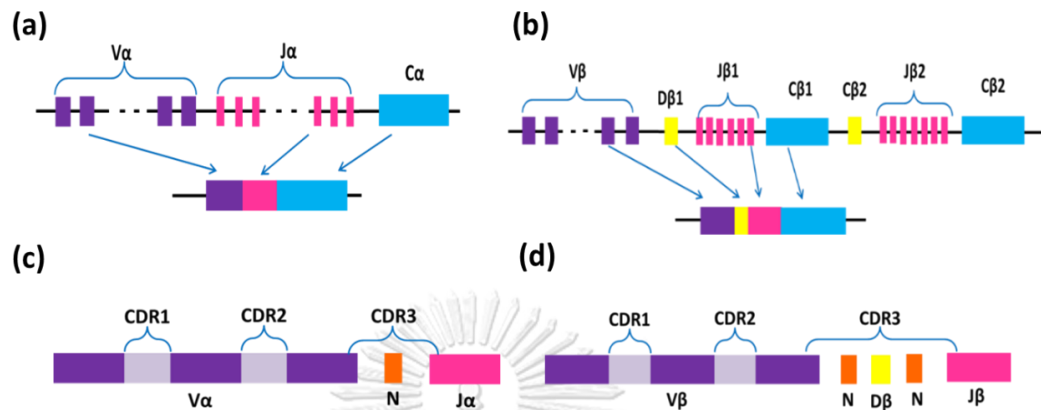 (a)
Vα
Jα
Cα
(b)
Vβ
Dβ1
Jβ1
Cβ1
Cβ2
Jβ2
Cβ2
(c)
CDR1
CDR2
CDR3
Vα
N
Jα
(d)
CDR1
CDR2
CDR3
Vβ
N
Dβ
N
Jβ